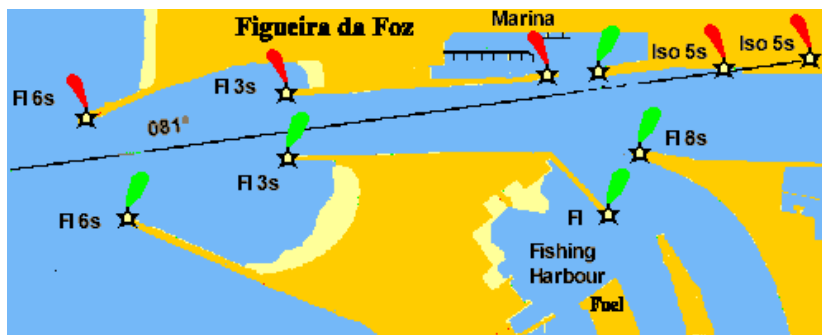 Marina
Figueira da Foz
Iso 5s
Iso 5s
Fl 6s
Fl 3s
081°
Fl 8s
Fl 3s
Fl 6s
Fl
Fishing
Harbour
Fuel